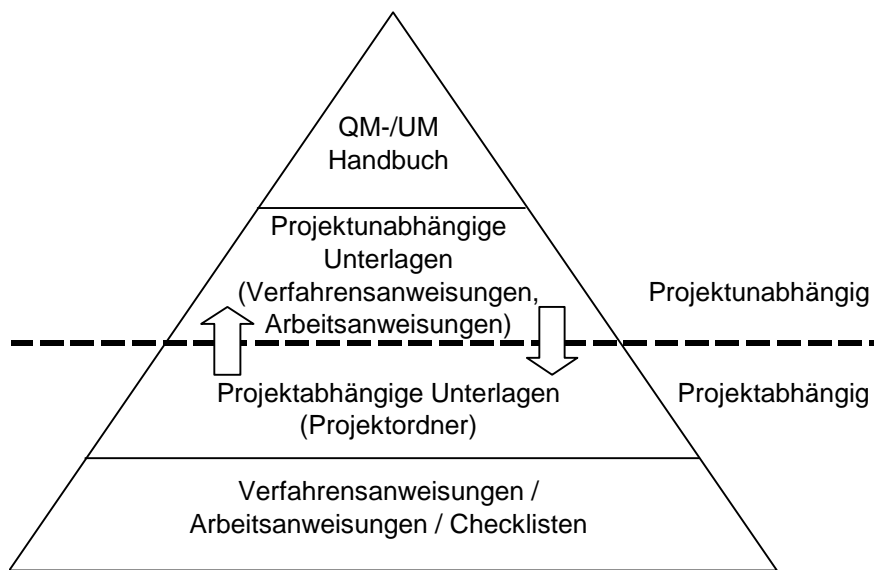 QM-/UM
Handbuch
Projektunabhängige
Unterlagen
(Verfahrensanweisungen,
Arbeitsanweisungen)
Projektunabhängig
Projektabhängige Unterlagen
(Projektordner)
Projektabhängig
Verfahrensanweisungen /
Arbeitsanweisungen / Checklisten